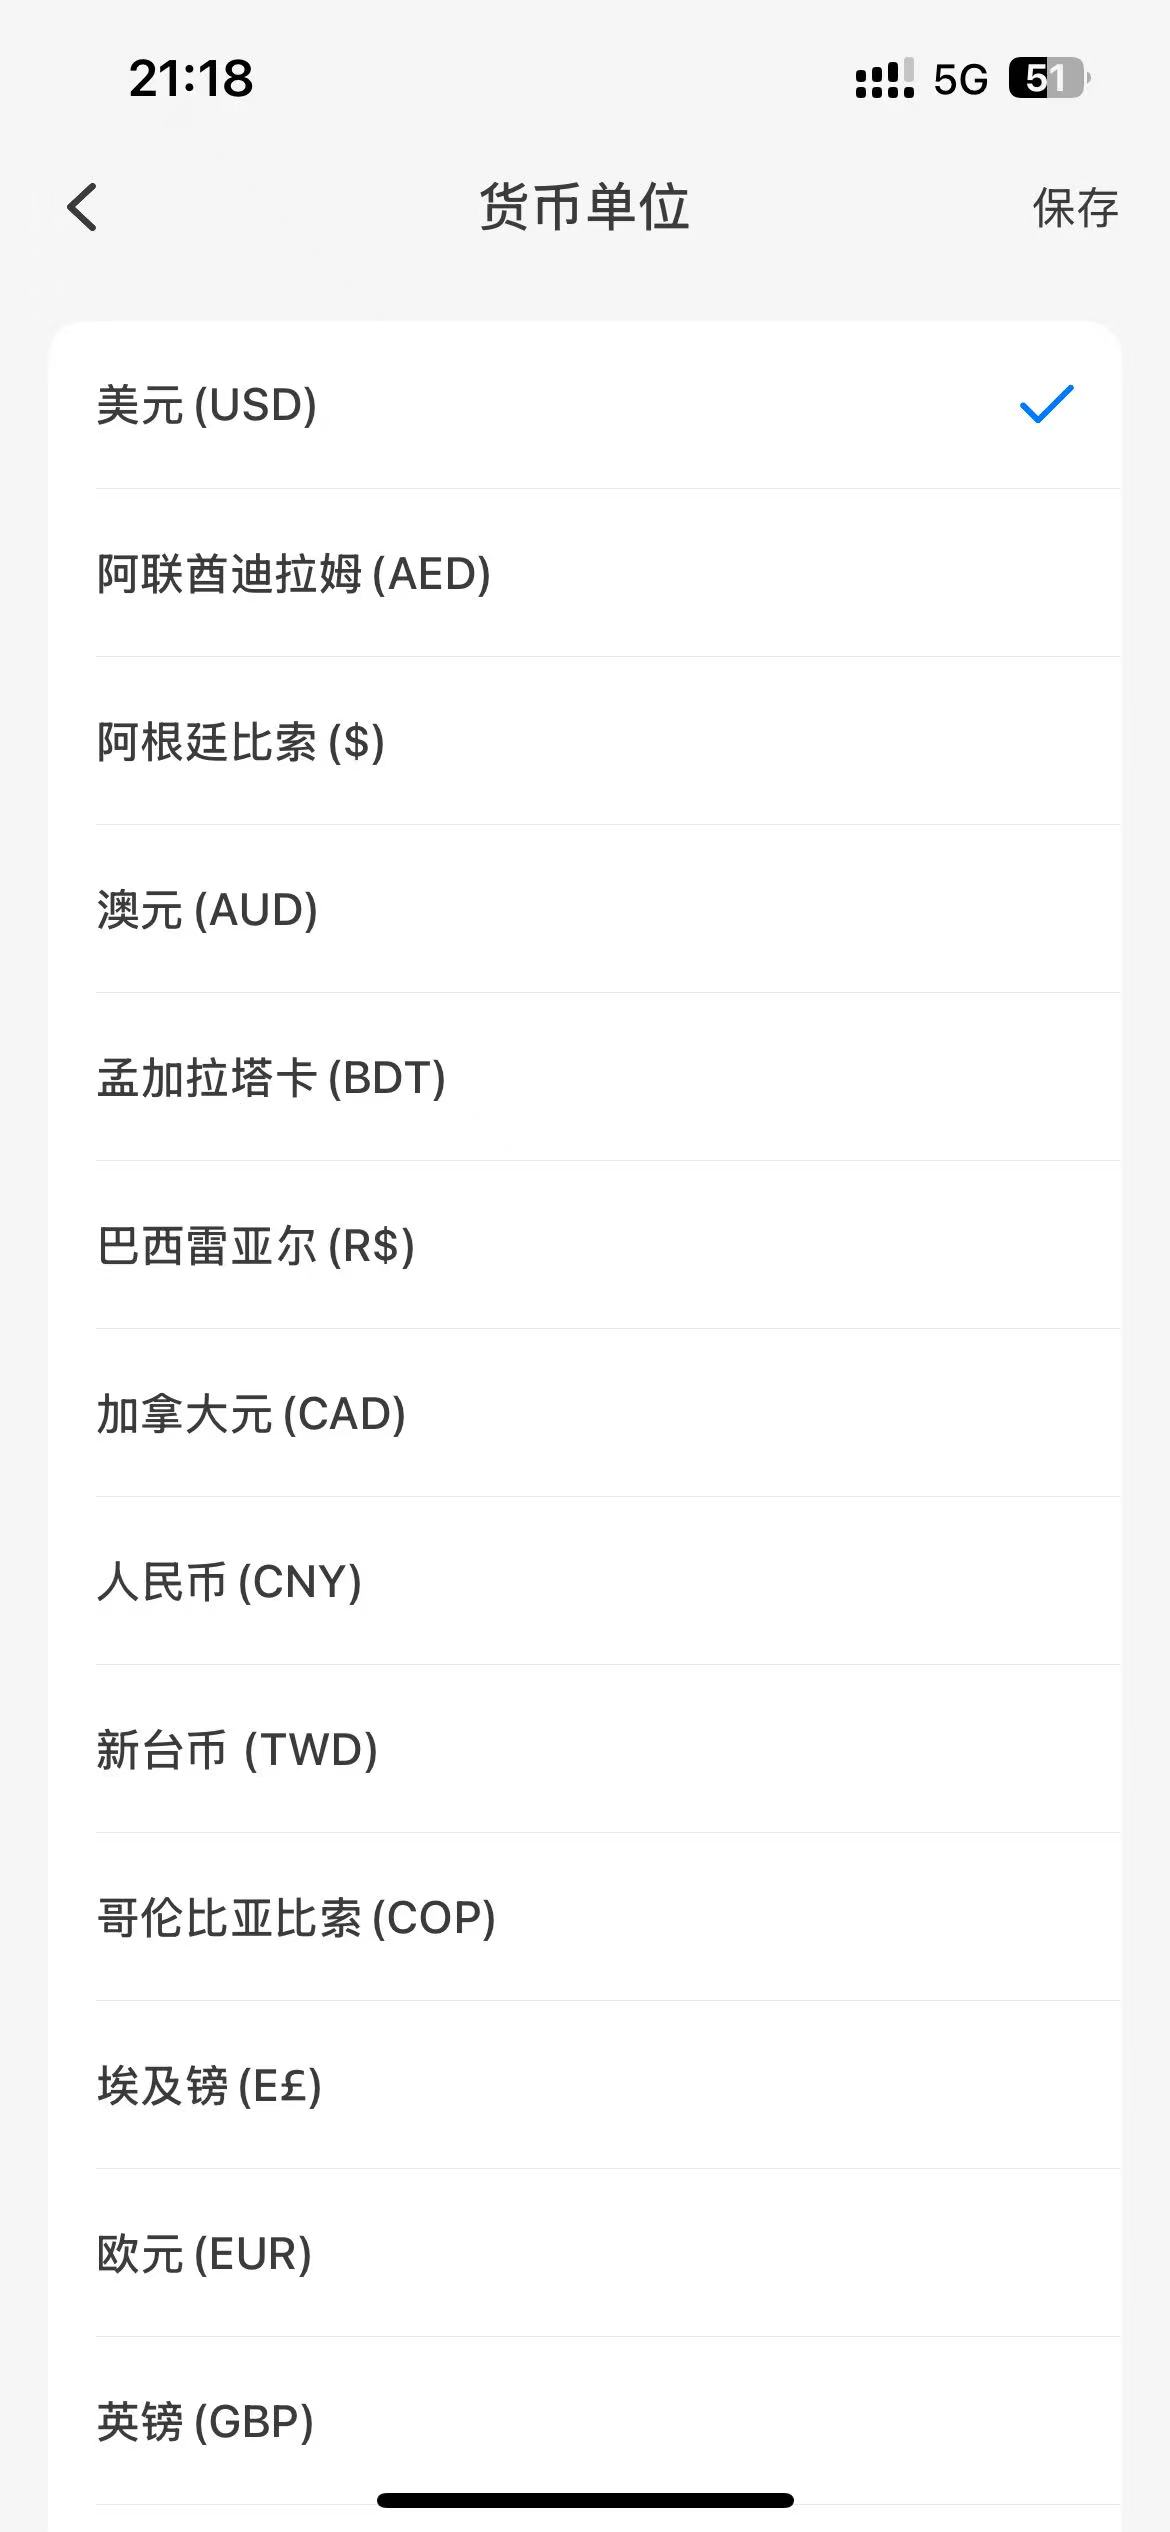 21:18 5G 51
货币单位 保存
美元 (USD)
阿联酋迪拉姆 (AED)
阿根廷比索 ($)
澳元 (AUD)
孟加拉塔卡 (BDT)
巴西雷亚尔 (R$)
加拿大元 (CAD)
人民币 (CNY)
新台币 (TWD)
哥伦比亚比索 (COP)
埃及镑 (E£)
欧元 (EUR)
英镑 (GBP)